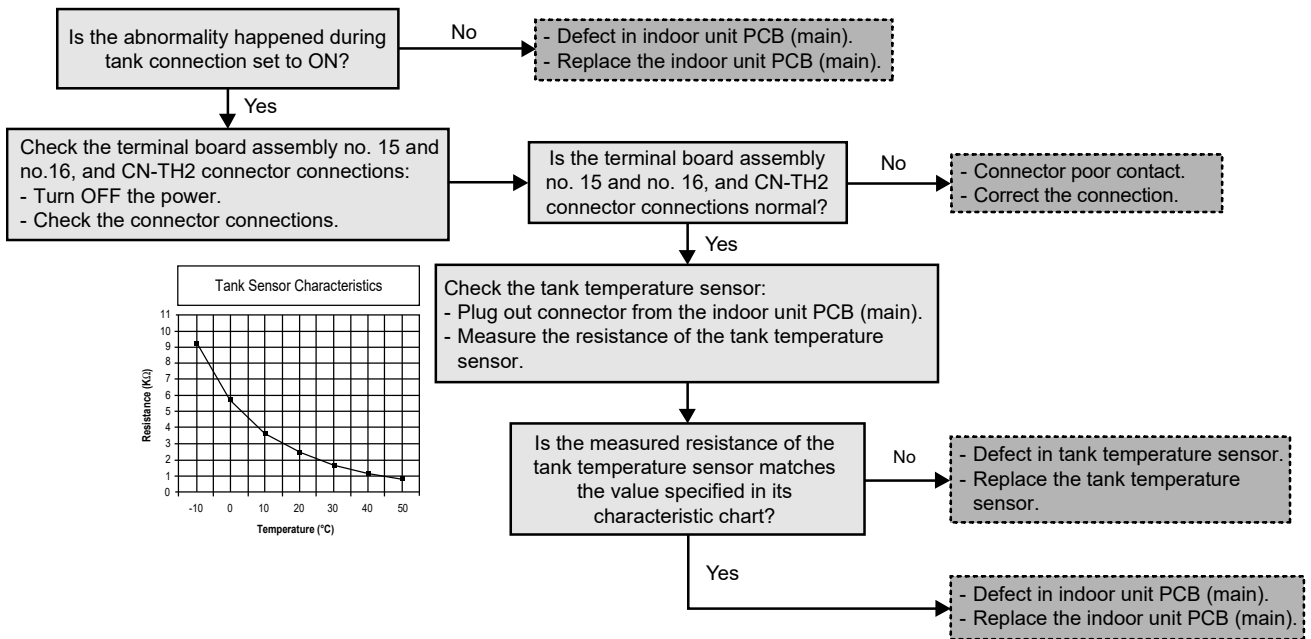 Is the abnormality happened during
tank connection set to ON?
No
- Defect in indoor unit PCB (main).
- Replace the indoor unit PCB (main).
Yes
Check the terminal board assembly no. 15 and
no.16, and CN-TH2 connector connections:
- Turn OFF the power.
- Check the connector connections.
Is the terminal board assembly
no. 15 and no. 16, and CN-TH2
connector connections normal?
No
- Connector poor contact.
- Correct the connection.
Yes
Tank Sensor Characteristics
11
10
9
8
7
6
5
4
3
2
1
0
Resistance (KΩ)
-10 0 10 20 30 40 50
Temperature (°C)
Check the tank temperature sensor:
- Plug out connector from the indoor unit PCB (main).
- Measure the resistance of the tank temperature
sensor.
Is the measured resistance of the
tank temperature sensor matches
the value specified in its
characteristic chart?
No
- Defect in tank temperature sensor.
- Replace the tank temperature
sensor.
Yes
- Defect in indoor unit PCB (main).
- Replace the indoor unit PCB (main).